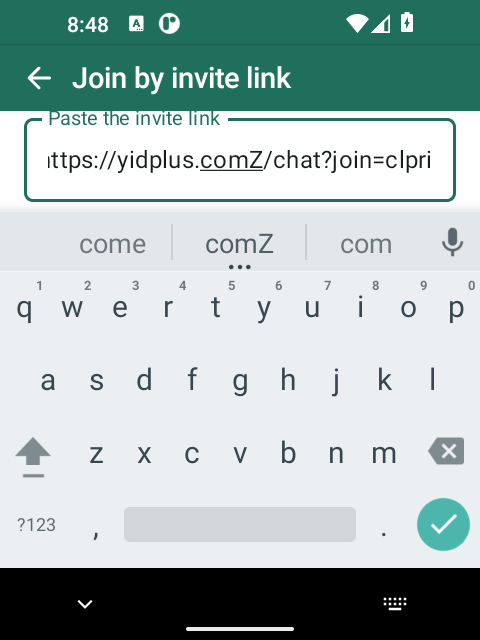 8:48
Join by invite link
Paste the invite link
ttps://yidplus.comZ/chat?join=clpri
come comZ com
1 2 3 4 5 6 7 8 9 0
q w e r t y u i o p
a s d f g h j k l
z x c v b n m
?123 , .